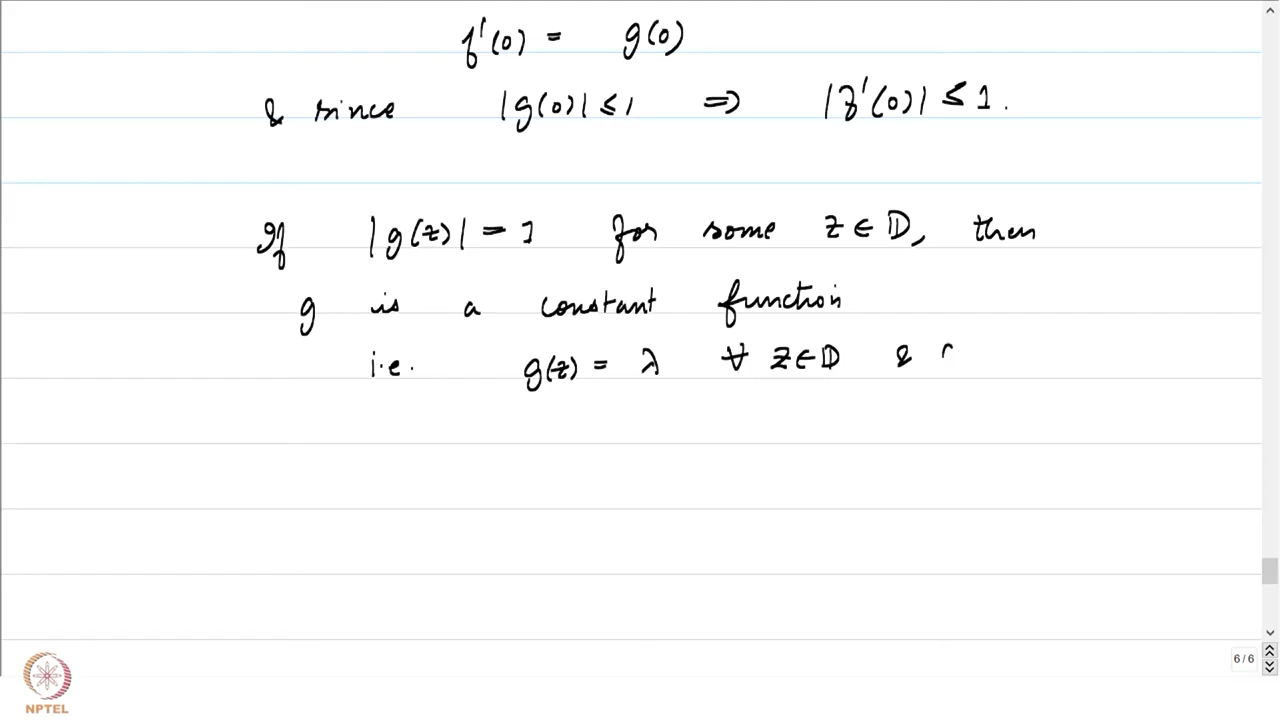 f'(0) = g(0)
& since |g(0)| ≤ 1 ⇒ |f'(0)| ≤ 1.
If |g(z)| = 1 for some z ∈ 𝔻, then
g is a constant function
i.e. g(z) = λ ∀ z ∈ 𝔻 &
6 / 6
NPTEL